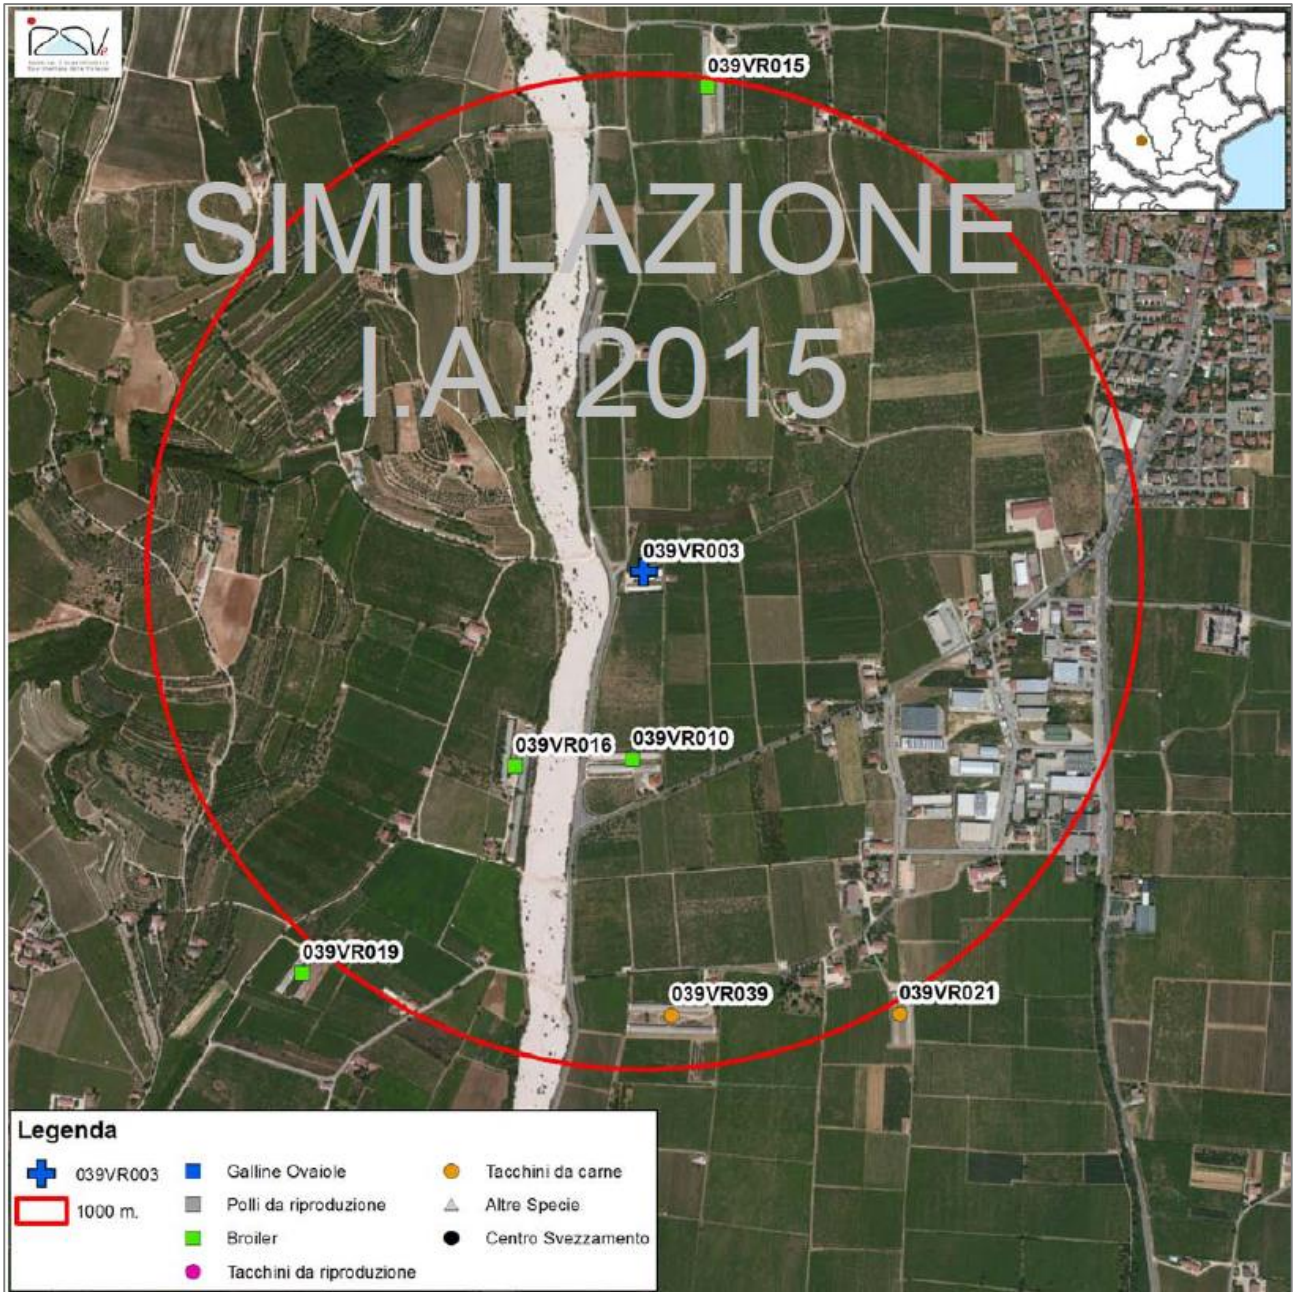 039VR015
SIMULAZIONE
I.A. 2015
039VR003
039VR016
039VR010
039VR019
039VR039
039VR021
Legenda
039VR003
1000 m.
Galline Ovaiole
Polli da riproduzione
Broiler
Tacchini da riproduzione
Tacchini da carne
Altre Specie
Centro Svezzamento